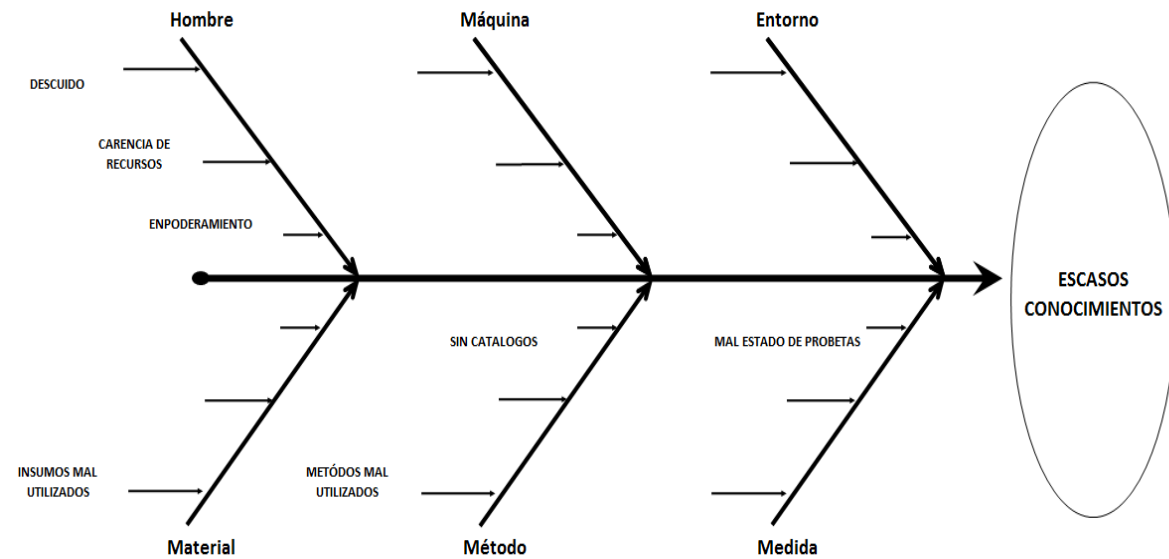 Hombre
Máquina
Entorno
DESCUIDO
CARENCIA DE
RECURSOS
ENPODERAMIENTO
ESCASOS
CONOCIMIENTOS
SIN CATALOGOS
MAL ESTADO DE PROBETAS
INSUMOS MAL
UTILIZADOS
METÓDOS MAL
UTILIZADOS
Material
Método
Medida